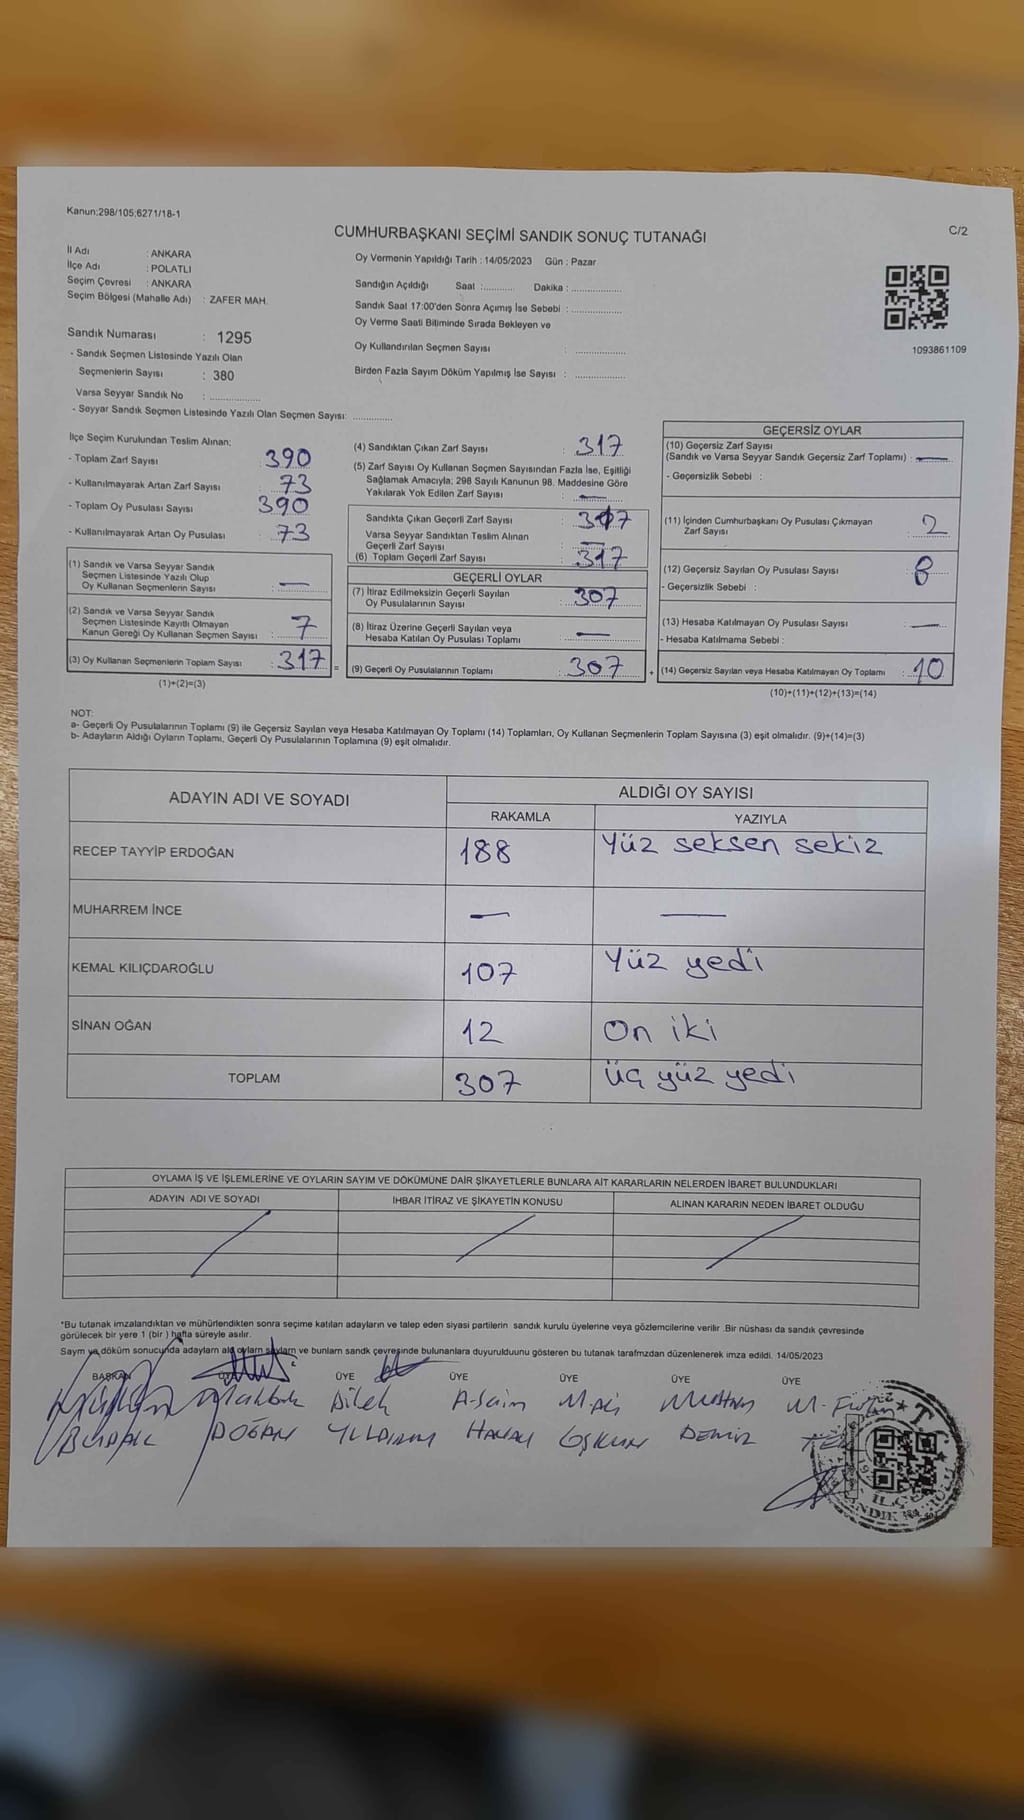 Kanun:298/105;6271/18-1
C/2
CUMHURBAŞKANI SEÇİMİ SANDIK SONUÇ TUTANAĞI
İl Adı : ANKARA
İlçe Adı : POLATLI
Seçim Çevresi : ANKARA
Seçim Bölgesi (Mahalle Adı) : ZAFER MAH.
Sandık Numarası : 1295
- Sandık Seçmen Listesinde Yazılı Olan
Seçmenlerin Sayısı : 380
Varsa Seyyar Sandık No : ..............
- Seyyar Sandık Seçmen Listesinde Yazılı Olan Seçmen Sayısı: ............
Oy Vermenin Yapıldığı Tarih : 14/05/2023 Gün : Pazar
Sandığın Açıldığı Saat :......... Dakika : ..............
Sandık Saat 17:00'den Sonra Açımış İse Sebebi : ..............
Oy Verme Saati Bitiminde Sırada Bekleyen ve
Oy Kullandırılan Seçmen Sayısı : ..............
Birden Fazla Sayım Döküm Yapılmış İse Sayısı : ..............
1093861109
İlçe Seçim Kurulundan Teslim Alınan;
- Toplam Zarf Sayısı 390
- Kullanılmayarak Artan Zarf Sayısı : 73
- Toplam Oy Pusulası Sayısı 390
- Kullanılmayarak Artan Oy Pusulası : 73
(1) Sandık ve Varsa Seyyar Sandık
Seçmen Listesinde Yazılı Olup
Oy Kullanan Seçmenlerin Sayısı : —
(2) Sandık ve Varsa Seyyar Sandık
Seçmen Listesinde Kayıtlı Olmayan
Kanun Gereği Oy Kullanan Seçmen Sayısı : 7
(3) Oy Kullanan Seçmenlerin Toplam Sayısı : 317 =
(1)+(2)=(3)
(4) Sandıktan Çıkan Zarf Sayısı : 317
(5) Zarf Sayısı Oy Kullanan Seçmen Sayısından Fazla İse, Eşitliği
Sağlamak Amacıyla; 298 Sayılı Kanunun 98. Maddesine Göre
Yakılarak Yok Edilen Zarf Sayısı : —
Sandıkta Çıkan Geçerli Zarf Sayısı : 317
Varsa Seyyar Sandıktan Teslim Alınan
Geçerli Zarf Sayısı : —
(6) Toplam Geçerli Zarf Sayısı : 317
GEÇERLİ OYLAR
(7) İtiraz Edilmeksizin Geçerli Sayılan
Oy Pusulalarının Sayısı : 307
(8) İtiraz Üzerine Geçerli Sayılan veya
Hesaba Katılan Oy Pusulası Toplamı : —
(9) Geçerli Oy Pusulalarının Toplamı : 307 +
GEÇERSİZ OYLAR
(10) Geçersiz Zarf Sayısı
(Sandık ve Varsa Seyyar Sandık Geçersiz Zarf Toplamı) : —
- Geçersizlik Sebebi :
(11) İçinden Cumhurbaşkanı Oy Pusulası Çıkmayan
Zarf Sayısı : 2
(12) Geçersiz Sayılan Oy Pusulası Sayısı : 8
- Geçersizlik Sebebi :
(13) Hesaba Katılmayan Oy Pusulası Sayısı : —
- Hesaba Katılmama Sebebi :
(14) Geçersiz Sayılan veya Hesaba Katılmayan Oy Toplamı : 10
(10)+(11)+(12)+(13)=(14)
NOT:
a- Geçerli Oy Pusulalarının Toplamı (9) ile Geçersiz Sayılan veya Hesaba Katılmayan Oy Toplamı (14) Toplamları, Oy Kullanan Seçmenlerin Toplam Sayısına (3) eşit olmalıdır. (9)+(14)=(3)
b- Adayların Aldığı Oyların Toplamı, Geçerli Oy Pusulalarının Toplamına (9) eşit olmalıdır.
ADAYIN ADI VE SOYADI ALDIĞI OY SAYISI
RAKAMLA YAZIYLA
RECEP TAYYİP ERDOĞAN 188 Yüz seksen sekiz
MUHARREM İNCE — —
KEMAL KILIÇDAROĞLU 107 Yüz yedi
SİNAN OĞAN 12 On iki
TOPLAM 307 üç yüz yedi
OYLAMA İŞ VE İŞLEMLERİNE VE OYLARIN SAYIM VE DÖKÜMÜNE DAİR ŞİKAYETLERLE BUNLARA AİT KARARLARIN NELERDEN İBARET BULUNDUKLARI
ADAYIN ADI VE SOYADI İHBAR İTİRAZ VE ŞİKAYETİN KONUSU ALINAN KARARIN NEDEN İBARET OLDUĞU
*Bu tutanak imzalandıktan ve mühürlendikten sonra seçime katılan adayların ve talep eden siyasi partilerin sandık kurulu üyelerine veya gözlemcilerine verilir .Bir nüshası da sandık çevresinde
görülecek bir yere 1 (bir ) hafta süreyle asılır.
Sayım ve döküm sonucunda adayların aldı oyların sayıları ve bunların sandk çevresinde bulunanlara duyurulduunu gösteren bu tutanak tarafımzdan düzenlenerek imza edildi. 14/05/2023
BAŞKAN ÜYE ÜYE ÜYE ÜYE ÜYE ÜYE
Dilek
DOĞAN YILDIRIM DEMİR